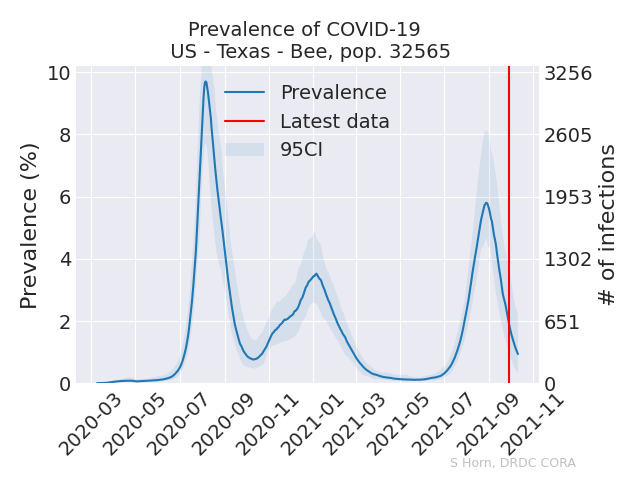 Prevalence of COVID-19
US - Texas - Bee, pop. 32565
Prevalence (%)
10
8
6
4
2
0
Prevalence
Latest data
95CI
3256
2605
1953
1302
651
0
# of infections
2020-03
2020-05
2020-07
2020-09
2020-11
2021-01
2021-03
2021-05
2021-07
2021-09
2021-11
S Horn, DRDC CORA